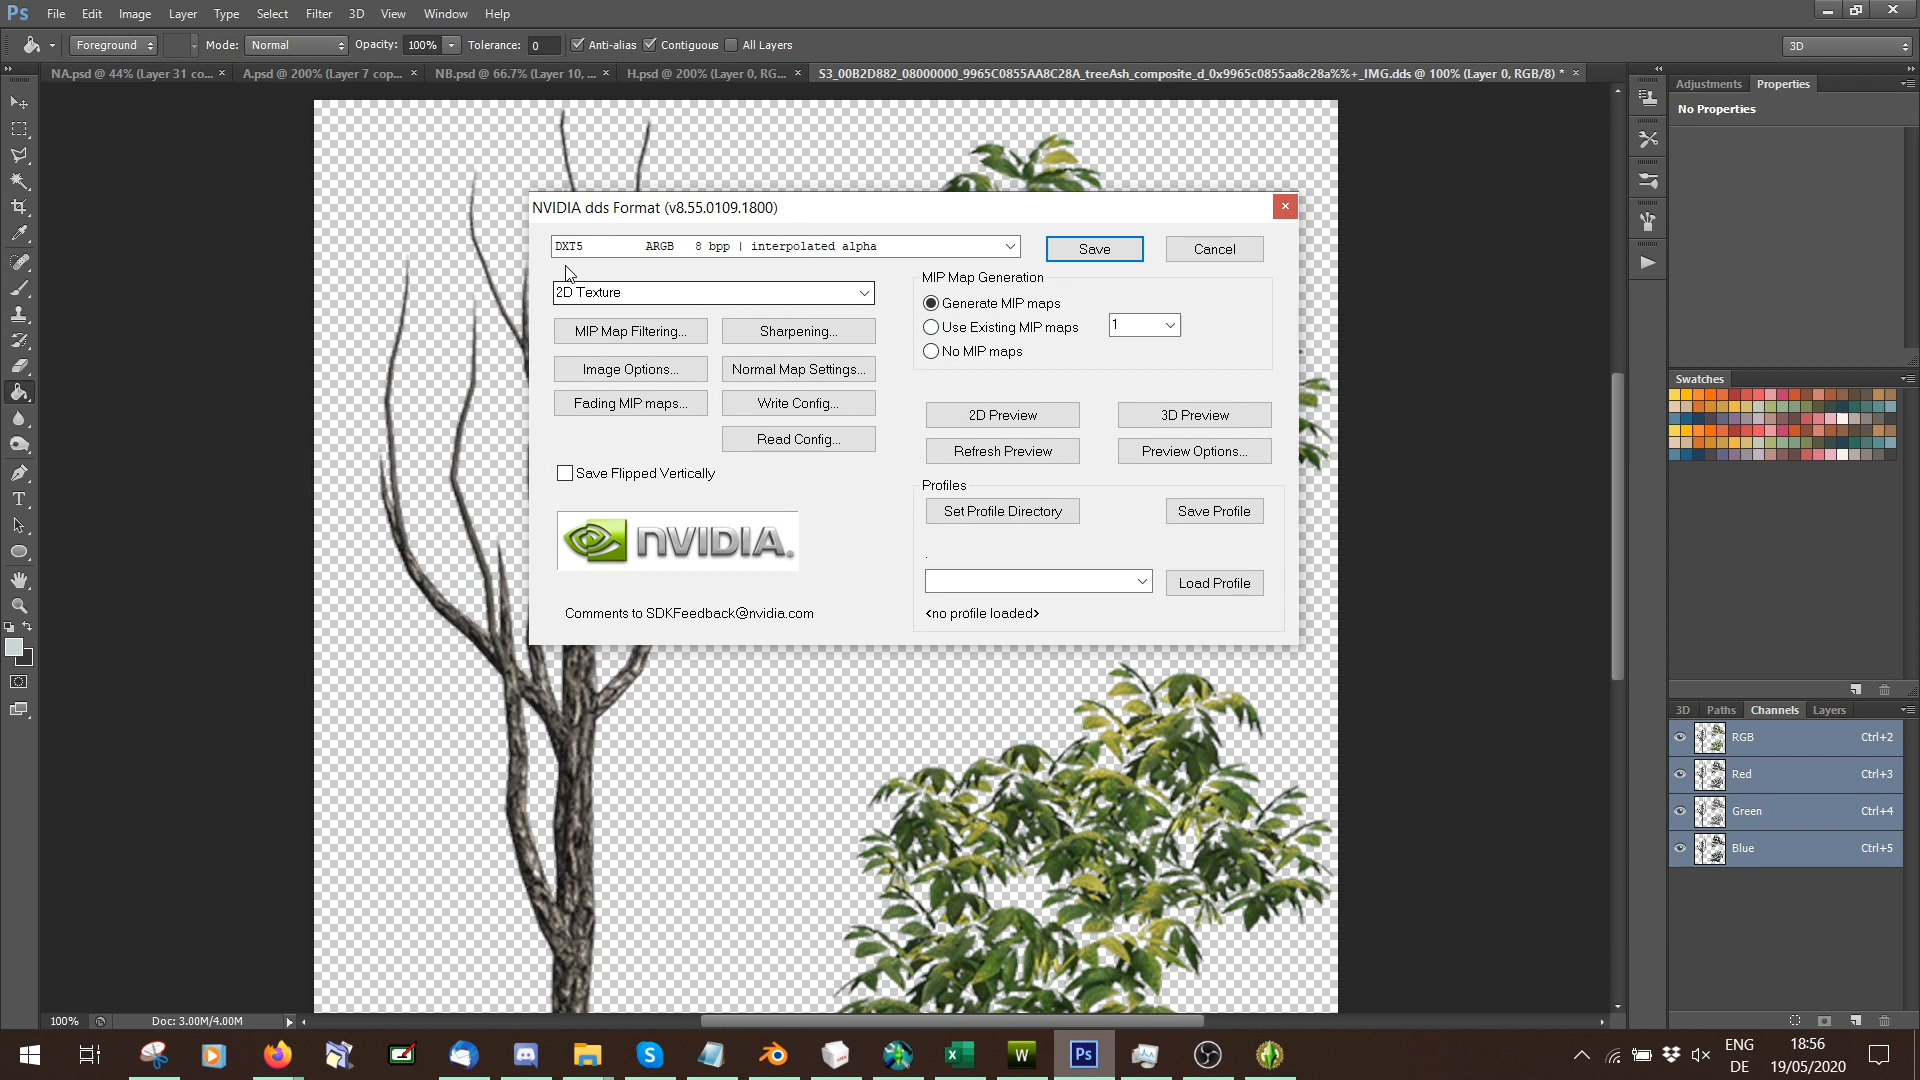 Ps File Edit Image Layer Type Select Filter 3D View Window Help
Foreground Mode: Normal Opacity: 100% Tolerance: 0 Anti-alias Contiguous All Layers 3D
NA.psd @ 44% (Layer 31 co... × A.psd @ 200% (Layer 7 cop... × NB.psd @ 66.7% (Layer 10, ... × H.psd @ 200% (Layer 0, RG... × S3_00B2D882_08000000_9965C0855AA8C28A_treeAsh_composite_d_0x9965c0855aa8c28a%%+_IMG.dds @ 100% (Layer 0, RGB/8) * ×
Adjustments Properties
No Properties
NVIDIA dds Format (v8.55.0109.1800)
DXT5 ARGB 8 bpp | interpolated alpha
Save
Cancel
2D Texture
MIP Map Generation
Generate MIP maps
Use Existing MIP maps
1
No MIP maps
MIP Map Filtering...
Sharpening...
Image Options...
Normal Map Settings...
Fading MIP maps...
Write Config...
Read Config...
2D Preview
3D Preview
Refresh Preview
Preview Options...
Save Flipped Vertically
Profiles
Set Profile Directory
Save Profile
.
Load Profile
<no profile loaded>
nVIDIA.
Comments to SDKFeedback@nvidia.com
Swatches
3D Paths Channels Layers
RGB Ctrl+2
Red Ctrl+3
Green Ctrl+4
Blue Ctrl+5
100% Doc: 3.00M/4.00M
X
W
Ps
ENG
DE
18:56
19/05/2020